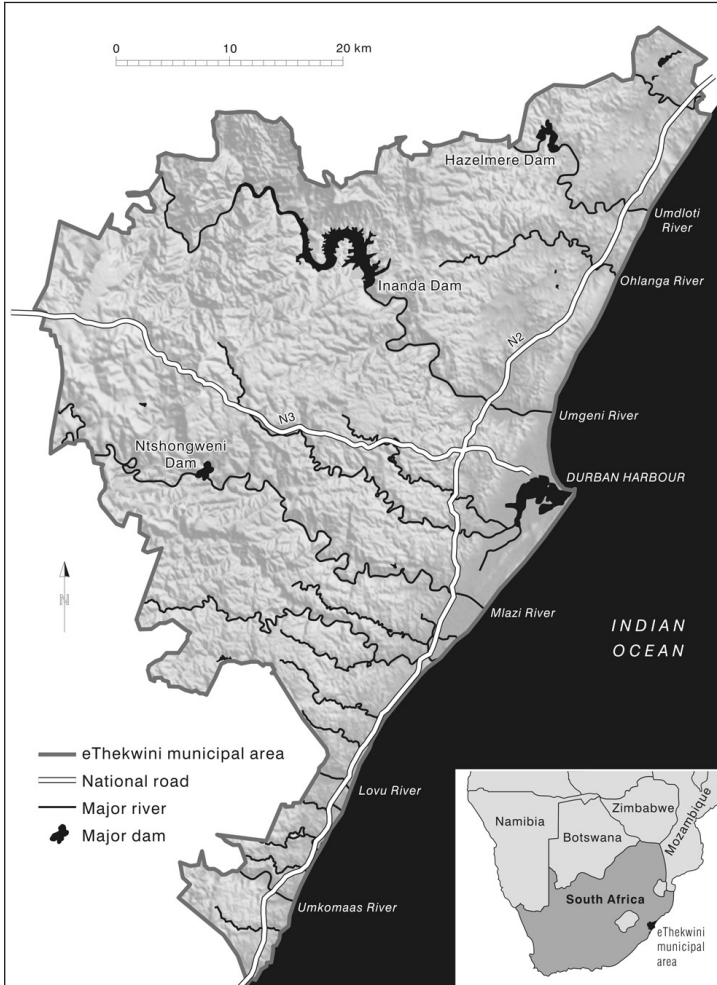 0 10 20 km
Hazelmere Dam
Umdloti
River
Inanda Dam
Ohlanga River
N2
Umgeni River
N3
Ntshongweni
Dam
DURBAN HARBOUR
Mlazi River
INDIAN
OCEAN
eThekwini municipal area
National road
Major river
Major dam
Lovu River
Umkomaas River
Namibia
Botswana
Zimbabwe
Mozambique
South Africa
eThekwini
municipal
area